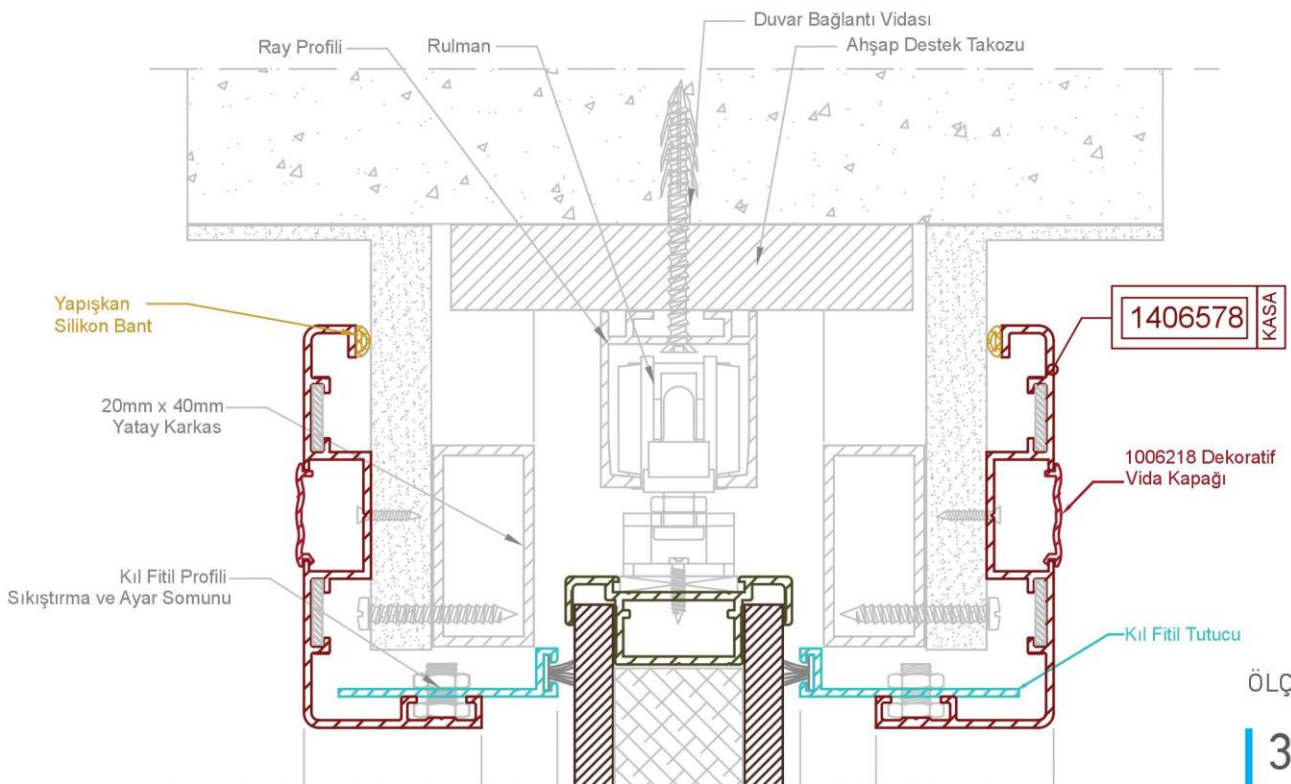 Duvar Bağlantı Vidası
Ray Profili
Rulman
Ahşap Destek Takozu
Yapışkan
Silikon Bant
1406578
KASA
20mm x 40mm
Yatay Karkas
1006218 Dekoratif
Vida Kapağı
Kıl Fitil Profili
Sıkıştırma ve Ayar Somunu
Kıl Fitil Tutucu
ÖLÇ
3